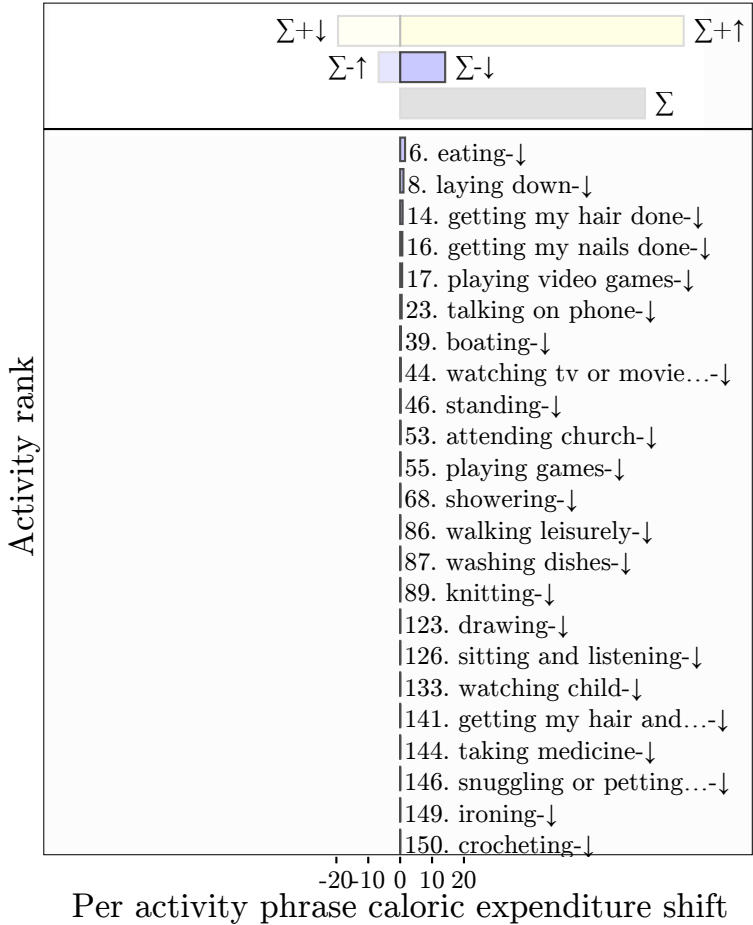 ∑+↓ ∑+↑
∑-↑ ∑-↓
∑
6. eating-↓
8. laying down-↓
14. getting my hair done-↓
16. getting my nails done-↓
17. playing video games-↓
23. talking on phone-↓
39. boating-↓
44. watching tv or movie…-↓
46. standing-↓
53. attending church-↓
55. playing games-↓
68. showering-↓
86. walking leisurely-↓
87. washing dishes-↓
89. knitting-↓
123. drawing-↓
126. sitting and listening-↓
133. watching child-↓
141. getting my hair and…-↓
144. taking medicine-↓
146. snuggling or petting…-↓
149. ironing-↓
150. crocheting-↓
Activity rank
-20 -10 0 10 20
Per activity phrase caloric expenditure shift